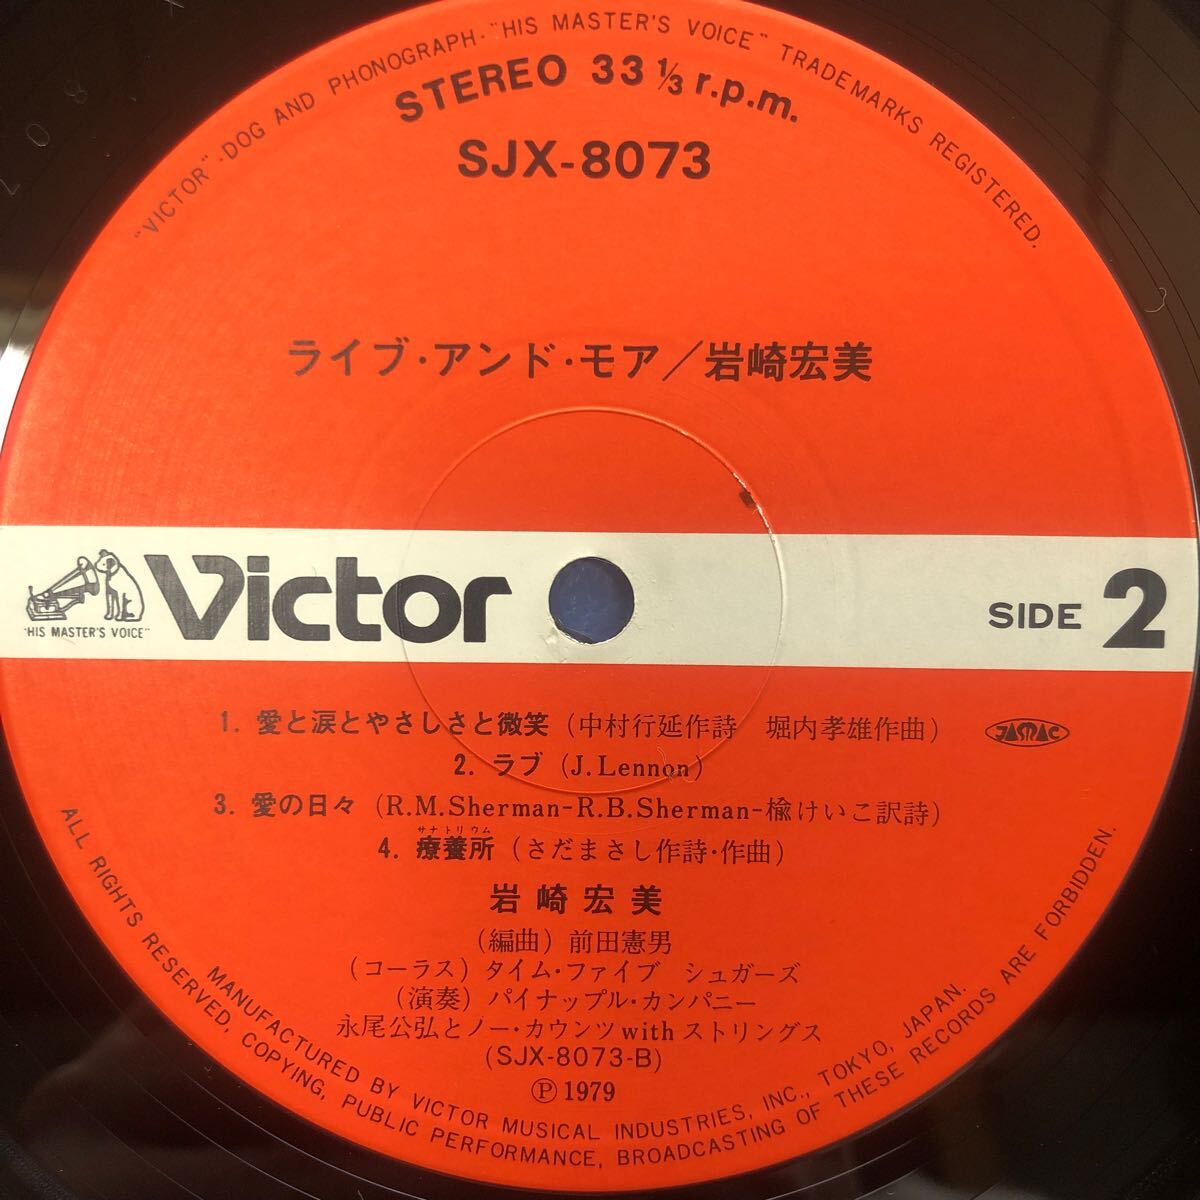 "VICTOR"·DOG AND PHONOGRAPH·"HIS MASTER'S VOICE" TRADEMARKS REGISTERED.
STEREO 33 1/3 r.p.m.
SJX-8073
ライブ・アンド・モア／岩崎宏美
"HIS MASTER'S VOICE"
Victor
SIDE 2
1. 愛と涙とやさしさと微笑（中村行延作詩　堀内孝雄作曲）
JASRAC
2. ラブ（J. Lennon）
3. 愛の日々（R.M.Sherman-R.B.Sherman-楡けいこ訳詩）
サナトリウム
4. 療養所（さだまさし作詩・作曲）
岩崎宏美
（編曲）前田憲男
（コーラス）タイム・ファイブ　シュガーズ
（演奏）パイナップル・カンパニー
永尾公弘とノー・カウンツ with ストリングス
(SJX-8073-B)
Ⓟ 1979
MANUFACTURED BY VICTOR MUSICAL INDUSTRIES, INC., TOKYO, JAPAN.
ALL RIGHTS RESERVED, COPYING, PUBLIC PERFORMANCE, BROADCASTING OF THESE RECORDS ARE FORBIDDEN.